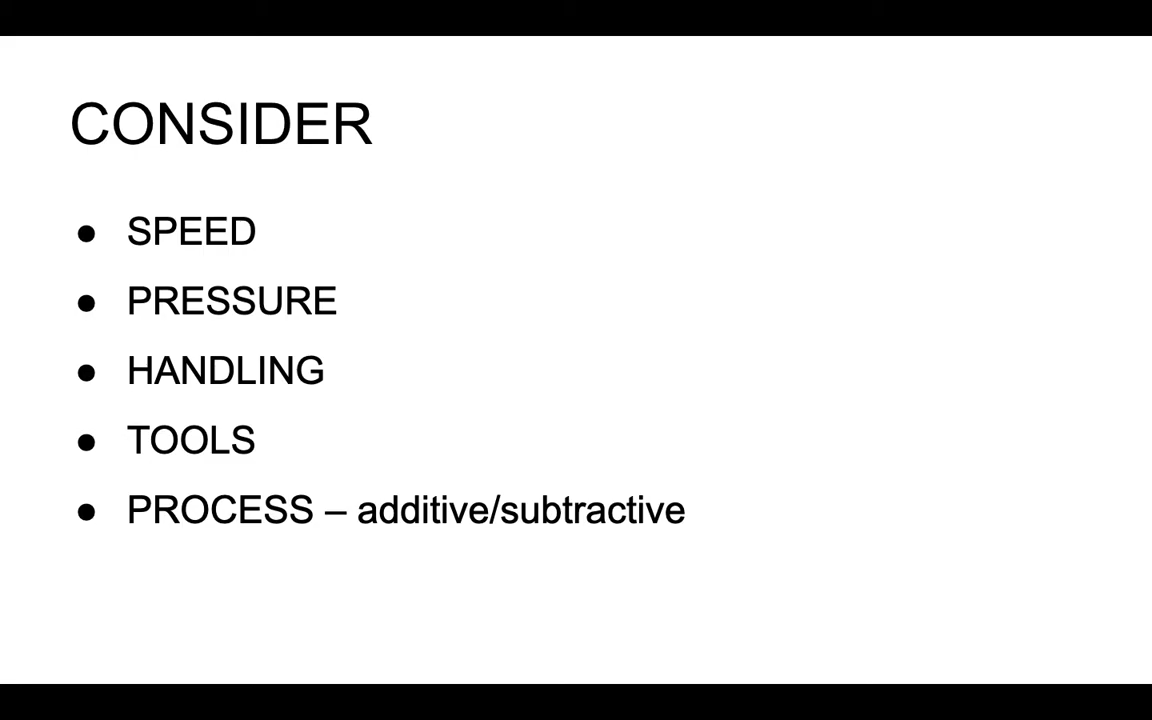 CONSIDER
● SPEED
● PRESSURE
● HANDLING
● TOOLS
● PROCESS – additive/subtractive